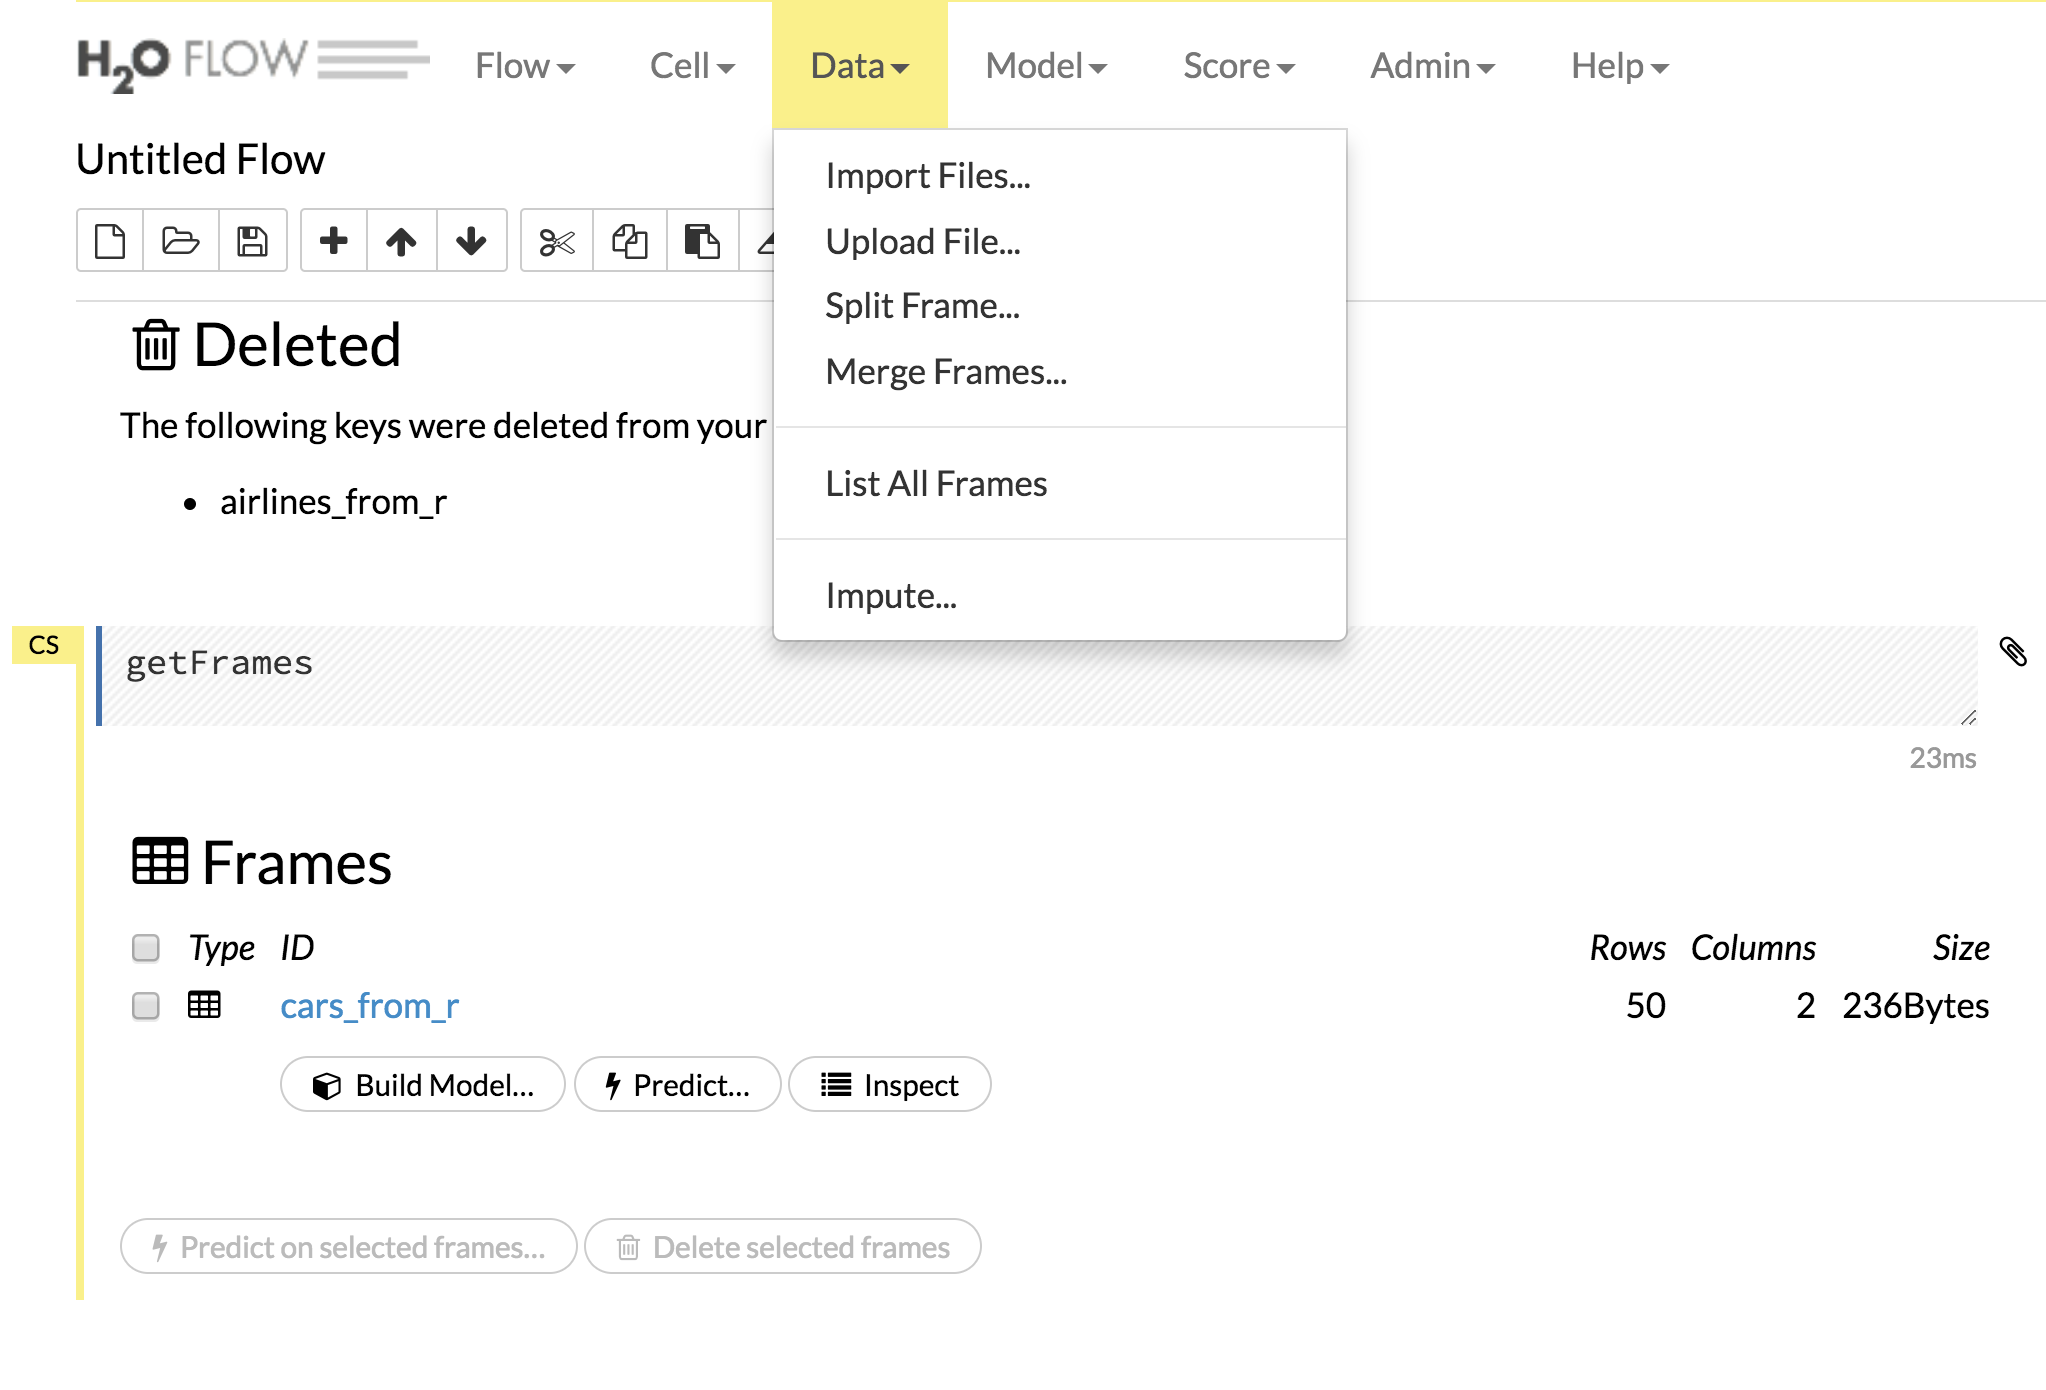 H2O FLOW Flow Cell Data Model Score Admin Help
Untitled Flow
Import Files...
Upload File...
Split Frame...
Merge Frames...
List All Frames
Impute...
Deleted
The following keys were deleted from your
• airlines_from_r
CS
getFrames
23ms
Frames
Type ID Rows Columns Size
cars_from_r 50 2 236Bytes
Build Model... Predict... Inspect
Predict on selected frames... Delete selected frames